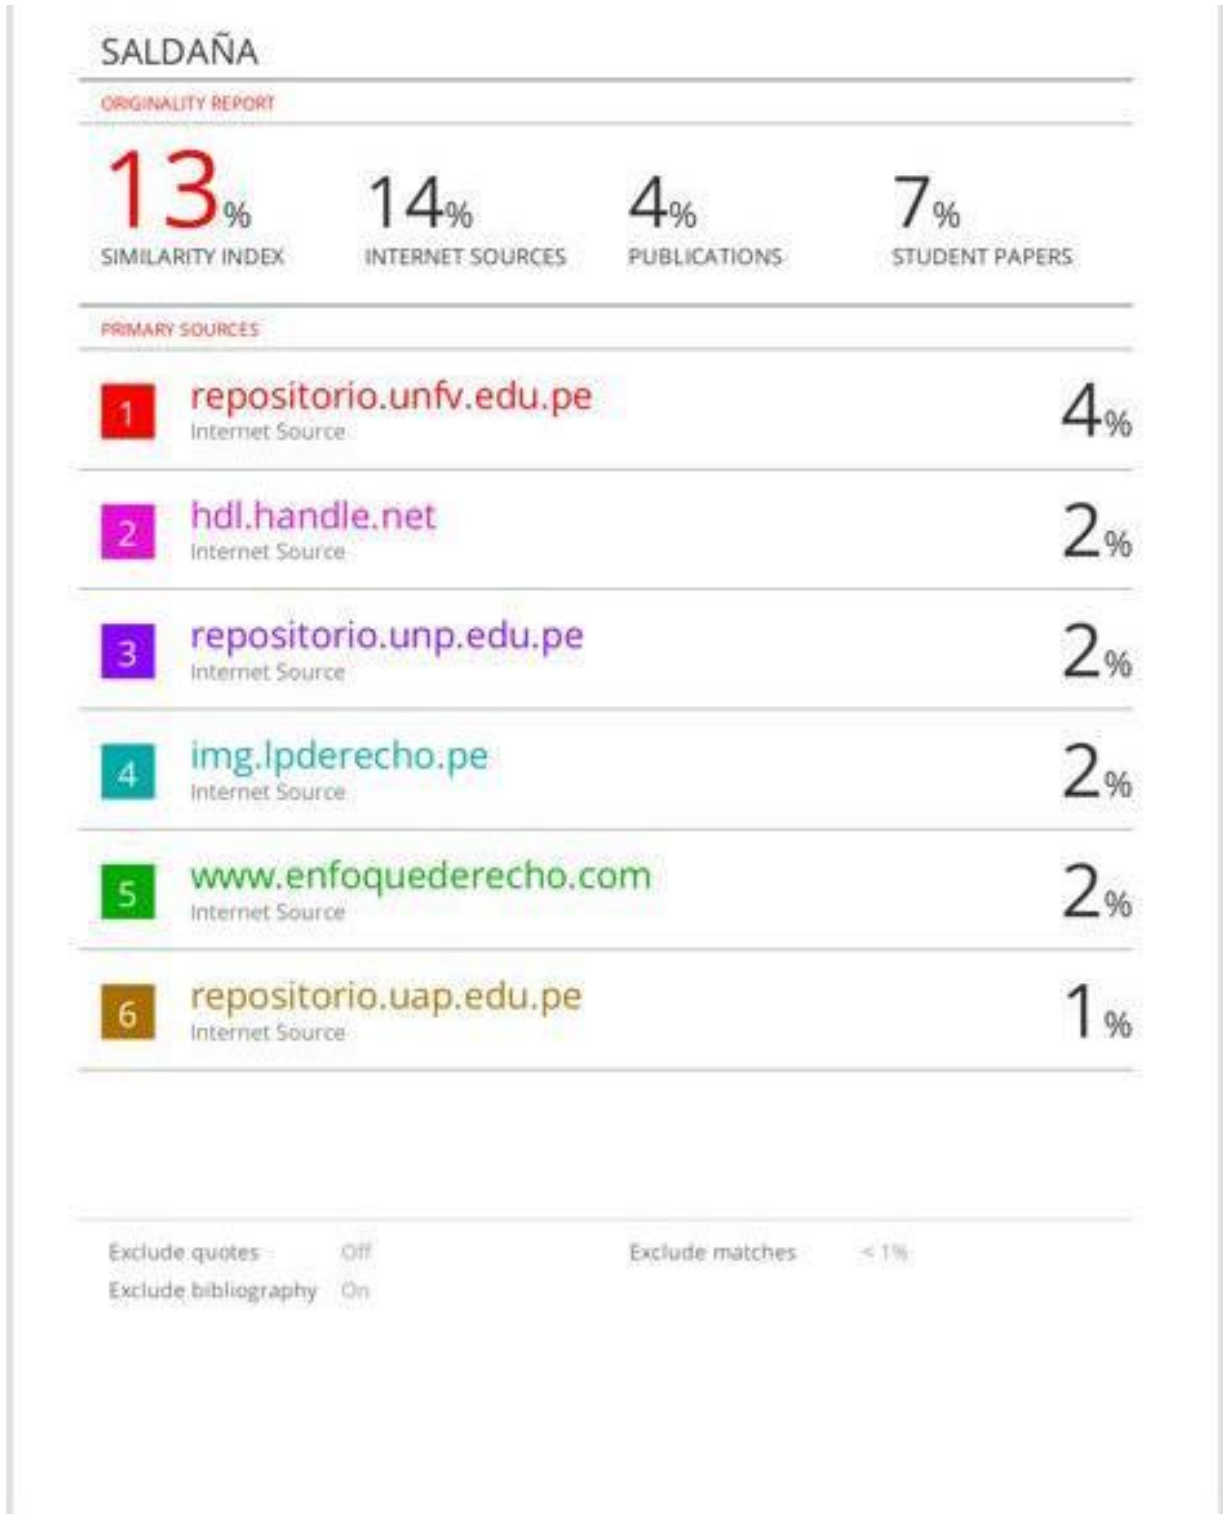 SALDAÑA
ORIGINALITY REPORT
13% 14% 4% 7%
SIMILARITY INDEX INTERNET SOURCES PUBLICATIONS STUDENT PAPERS
PRIMARY SOURCES
1 repositorio.unfv.edu.pe 4%
Internet Source
2 hdl.handle.net 2%
Internet Source
3 repositorio.unp.edu.pe 2%
Internet Source
4 img.lpderecho.pe 2%
Internet Source
5 www.enfoquederecho.com 2%
Internet Source
6 repositorio.uap.edu.pe 1%
Internet Source
Exclude quotes Off Exclude matches < 1%
Exclude bibliography On